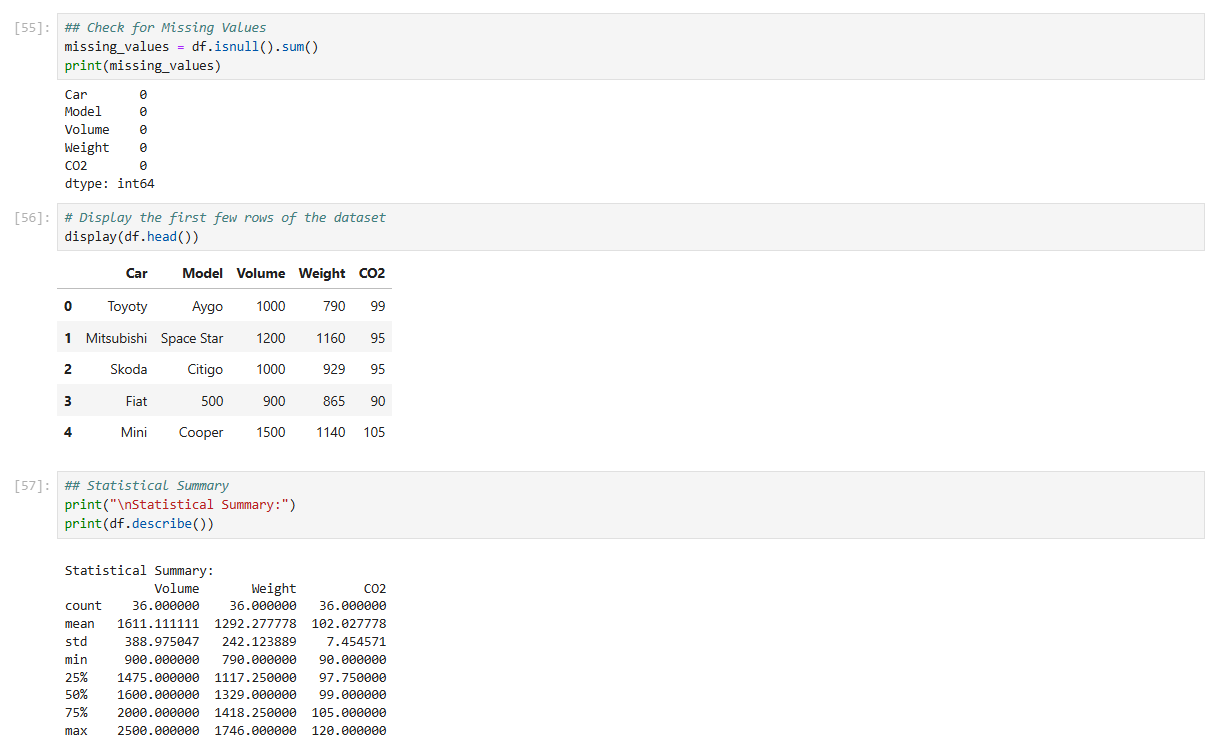 [55]: ## Check for Missing Values
missing_values = df.isnull().sum()
print(missing_values)
Car 0
Model 0
Volume 0
Weight 0
CO2 0
dtype: int64
[56]: # Display the first few rows of the dataset
display(df.head())
Car Model Volume Weight CO2
0 Toyoty Aygo 1000 790 99
1 Mitsubishi Space Star 1200 1160 95
2 Skoda Citigo 1000 929 95
3 Fiat 500 900 865 90
4 Mini Cooper 1500 1140 105
[57]: ## Statistical Summary
print("\nStatistical Summary:")
print(df.describe())
Statistical Summary:
Volume Weight CO2
count 36.000000 36.000000 36.000000
mean 1611.111111 1292.277778 102.027778
std 388.975047 242.123889 7.454571
min 900.000000 790.000000 90.000000
25% 1475.000000 1117.250000 97.750000
50% 1600.000000 1329.000000 99.000000
75% 2000.000000 1418.250000 105.000000
max 2500.000000 1746.000000 120.000000